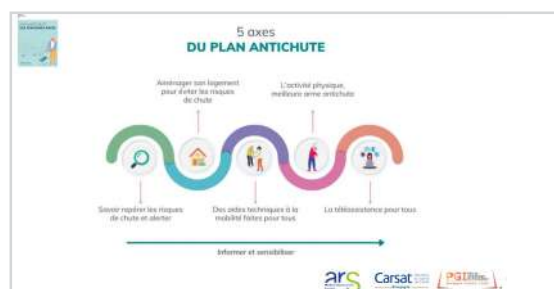 5 axes
DU PLAN ANTICHUTE
Aménager son logement
pour éviter les risques
de chute
L'activité physique,
meilleure arme antichute
Savoir repérer les risques
de chute et alerter
Des aides techniques à la
mobilité faites pour tous
La téléassistance pour tous
Informer et sensibiliser
ars
Carsat
PGI